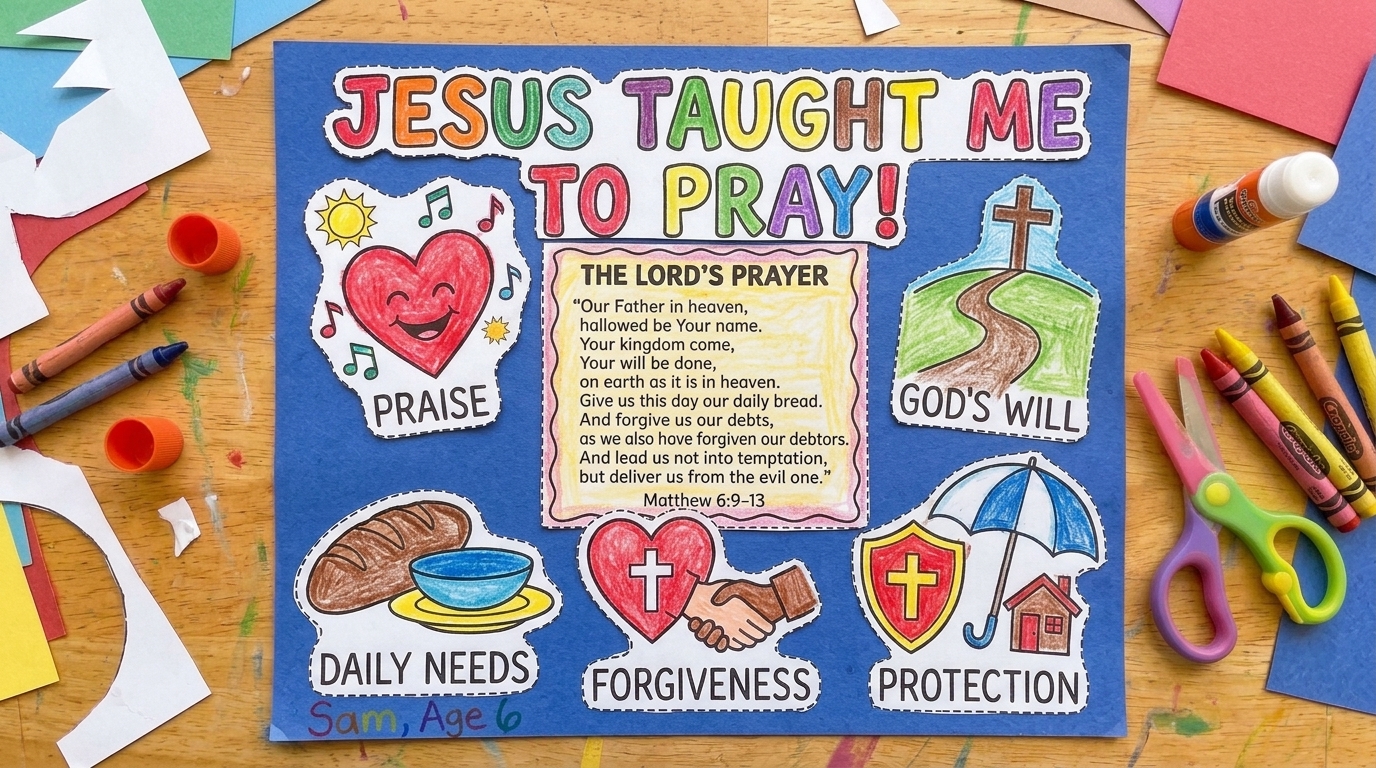 JESUS TAUGHT ME
TO PRAY!
PRAISE
THE LORD'S PRAYER
"Our Father in heaven,
hallowed be Your name.
Your kingdom come,
Your will be done,
on earth as it is in heaven.
Give us this day our daily bread.
And forgive us our debts,
as we also hove forgiven our debtors.
And lead us not into temptation,
but deliver us from the evil one."
Matthew 6:9–13
GOD'S WILL
DAILY NEEDS
FORGIVENESS
PROTECTION
Sam, Age 6